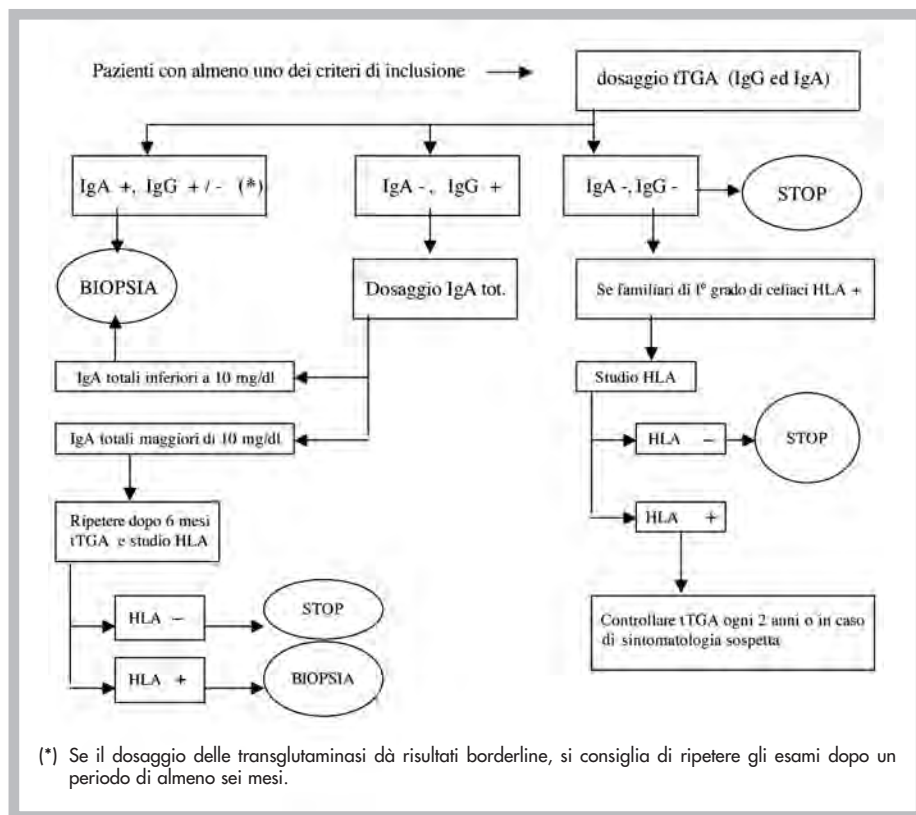 Pazienti con almeno uno dei criteri di inclusione
dosaggio tTGA (IgG ed IgA)
IgA +, IgG + / - (*)
IgA -, IgG +
IgA -, IgG -
STOP
BIOPSIA
Dosaggio IgA tot.
Se familiari di I° grado di celiaci HLA +
IgA totali inferiori a 10 mg/dl
Studio HLA
IgA totali maggiori di 10 mg/dl
HLA –
STOP
Ripetere dopo 6 mesi
tTGA e studio HLA
HLA +
HLA –
STOP
Controllare tTGA ogni 2 anni o in caso
di sintomatologia sospetta
HLA +
BIOPSIA
(*) Se il dosaggio delle transglutaminasi dà risultati borderline, si consiglia di ripetere gli esami dopo un
periodo di almeno sei mesi.